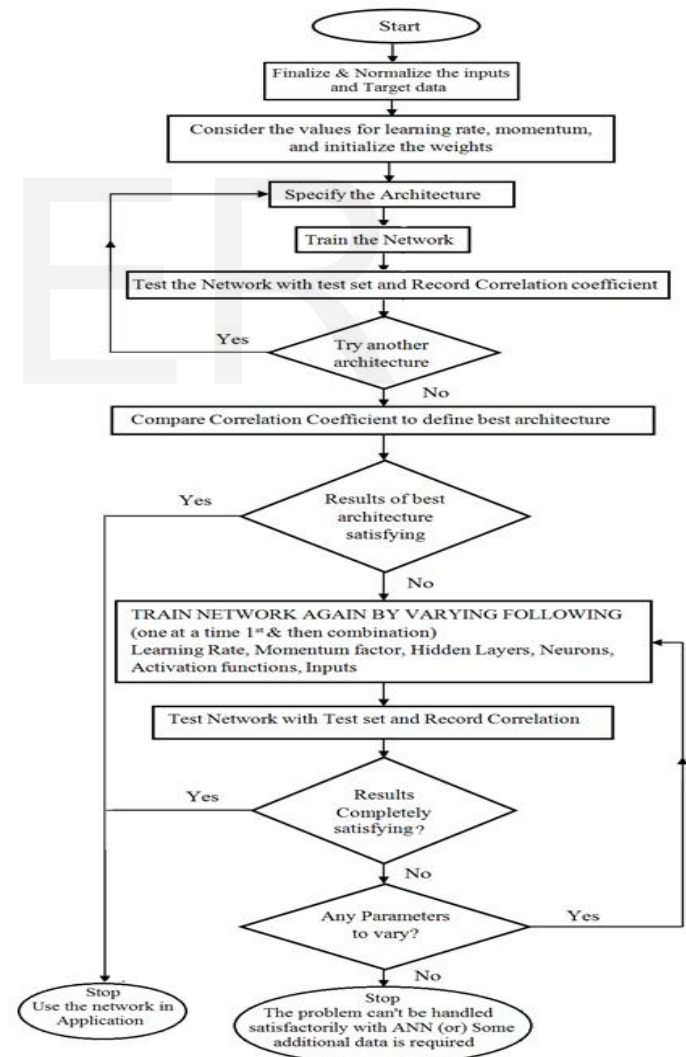 Start
Finalize & Normalize the inputs
and Target data
Consider the values for learning rate, momentum,
and initialize the weights
Specify the Architecture
Train the Network
Test the Network with test set and Record Correlation coefficient
Yes
Try another
architecture
No
Compare Correlation Coefficient to define best architecture
Yes
Results of best
architecture
satisfying
No
TRAIN NETWORK AGAIN BY VARYING FOLLOWING
(one at a time 1st & then combination)
Learning Rate, Momentum factor, Hidden Layers, Neurons,
Activation functions, Inputs
Test Network with Test set and Record Correlation
Yes
Results
Completely
satisfying?
No
Any Parameters
to vary?
Yes
No
Stop
Use the network in
Application
Stop
The problem can't be handled
satisfactorily with ANN (or) Some
additional data is required
ER